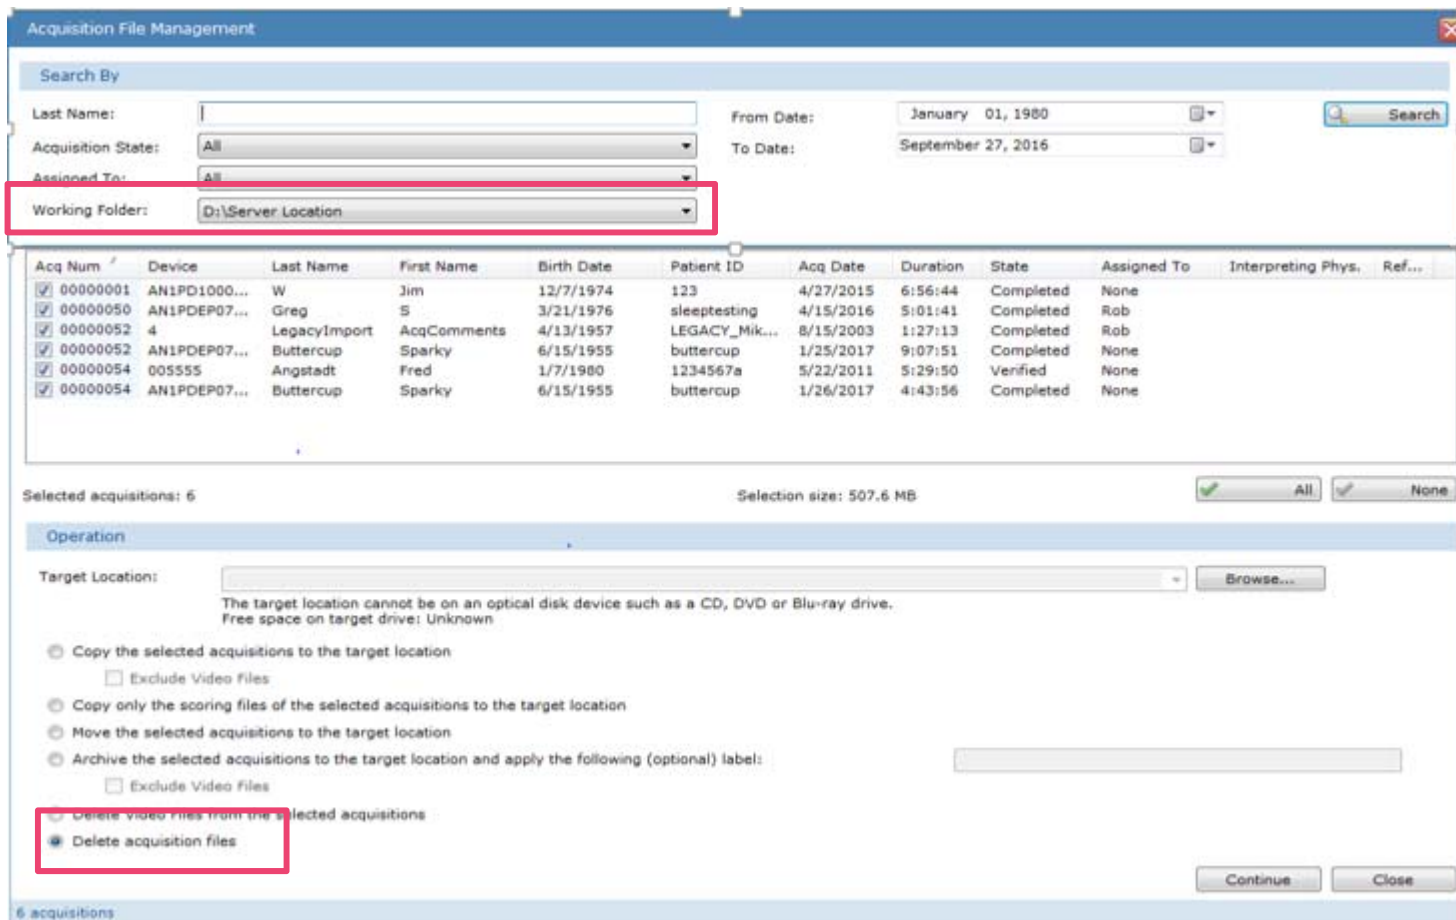 Acquisition File Management
Search By
Last Name:
From Date: January 01, 1980
Search
Acquisition State: All
To Date: September 27, 2016
Assigned To: All
Working Folder: D:\Server Location
Acq Num Device Last Name First Name Birth Date Patient ID Acq Date Duration State Assigned To Interpreting Phys. Ref...
00000001 AN1PD1000... W Jim 12/7/1974 123 4/27/2015 6:56:44 Completed None
00000050 AN1PDEP07... Greg S 3/21/1976 sleeptesting 4/15/2016 5:01:41 Completed Rob
00000052 4 LegacyImport AcqComments 4/13/1957 LEGACY_Mik... 8/15/2003 1:27:13 Completed Rob
00000052 AN1PDEP07... Buttercup Sparky 6/15/1955 buttercup 1/25/2017 9:07:51 Completed None
00000054 005555 Angstadt Fred 1/7/1980 1234567a 5/22/2011 5:29:50 Verified None
00000054 AN1PDEP07... Buttercup Sparky 6/15/1955 buttercup 1/26/2017 4:43:56 Completed None
Selected acquisitions: 6
Selection size: 507.6 MB
All None
Operation
Target Location:
Browse...
The target location cannot be on an optical disk device such as a CD, DVD or Blu-ray drive.
Free space on target drive: Unknown
Copy the selected acquisitions to the target location
Exclude Video Files
Copy only the scoring files of the selected acquisitions to the target location
Move the selected acquisitions to the target location
Archive the selected acquisitions to the target location and apply the following (optional) label:
Exclude Video Files
Delete Video Files from the selected acquisitions
Delete acquisition files
Continue Close
6 acquisitions